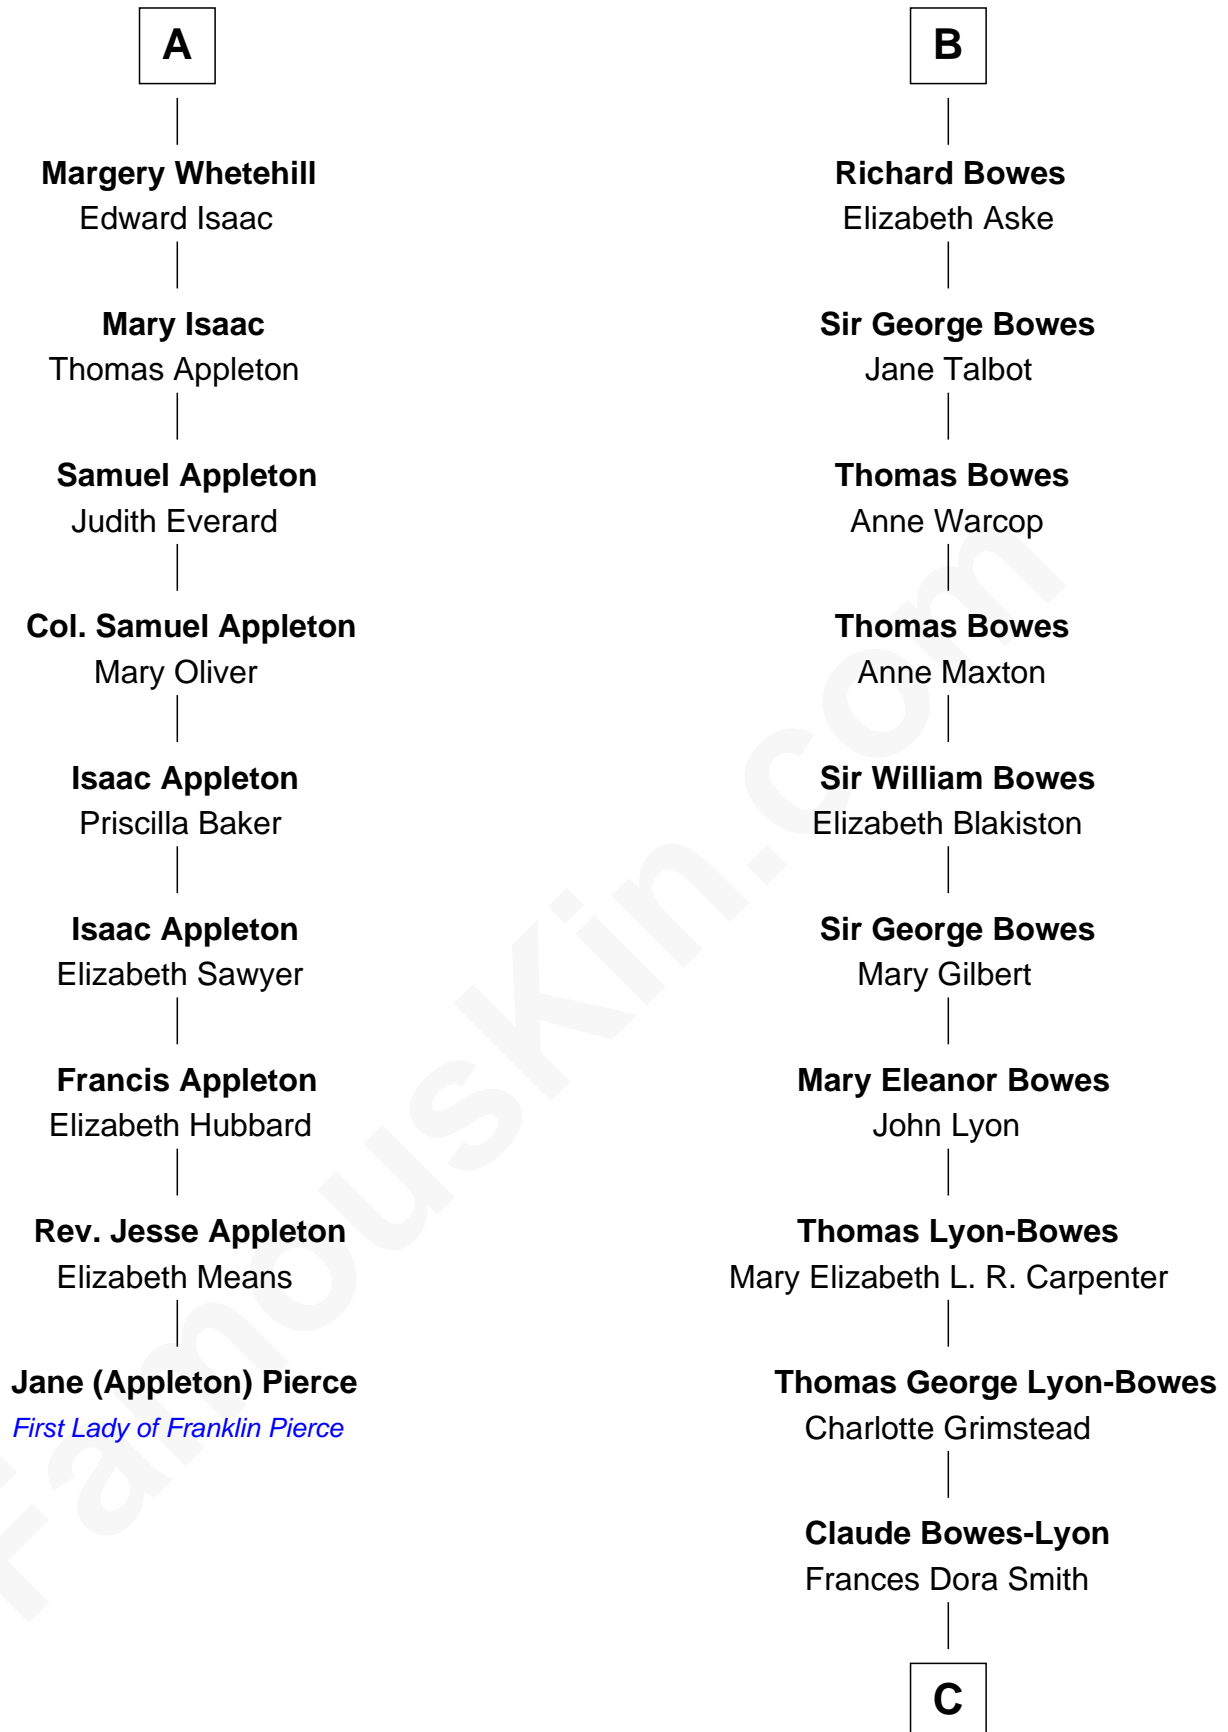 A
Margery Whetehill
Edward Isaac
Mary Isaac
Thomas Appleton
Samuel Appleton
Judith Everard
Col. Samuel Appleton
Mary Oliver
Isaac Appleton
Priscilla Baker
Isaac Appleton
Elizabeth Sawyer
Francis Appleton
Elizabeth Hubbard
Rev. Jesse Appleton
Elizabeth Means
Jane (Appleton) Pierce
First Lady of Franklin Pierce
B
Richard Bowes
Elizabeth Aske
Sir George Bowes
Jane Talbot
Thomas Bowes
Anne Warcop
Thomas Bowes
Anne Maxton
Sir William Bowes
Elizabeth Blakiston
Sir George Bowes
Mary Gilbert
Mary Eleanor Bowes
John Lyon
Thomas Lyon-Bowes
Mary Elizabeth L. R. Carpenter
Thomas George Lyon-Bowes
Charlotte Grimstead
Claude Bowes-Lyon
Frances Dora Smith
C
FamousKin.com